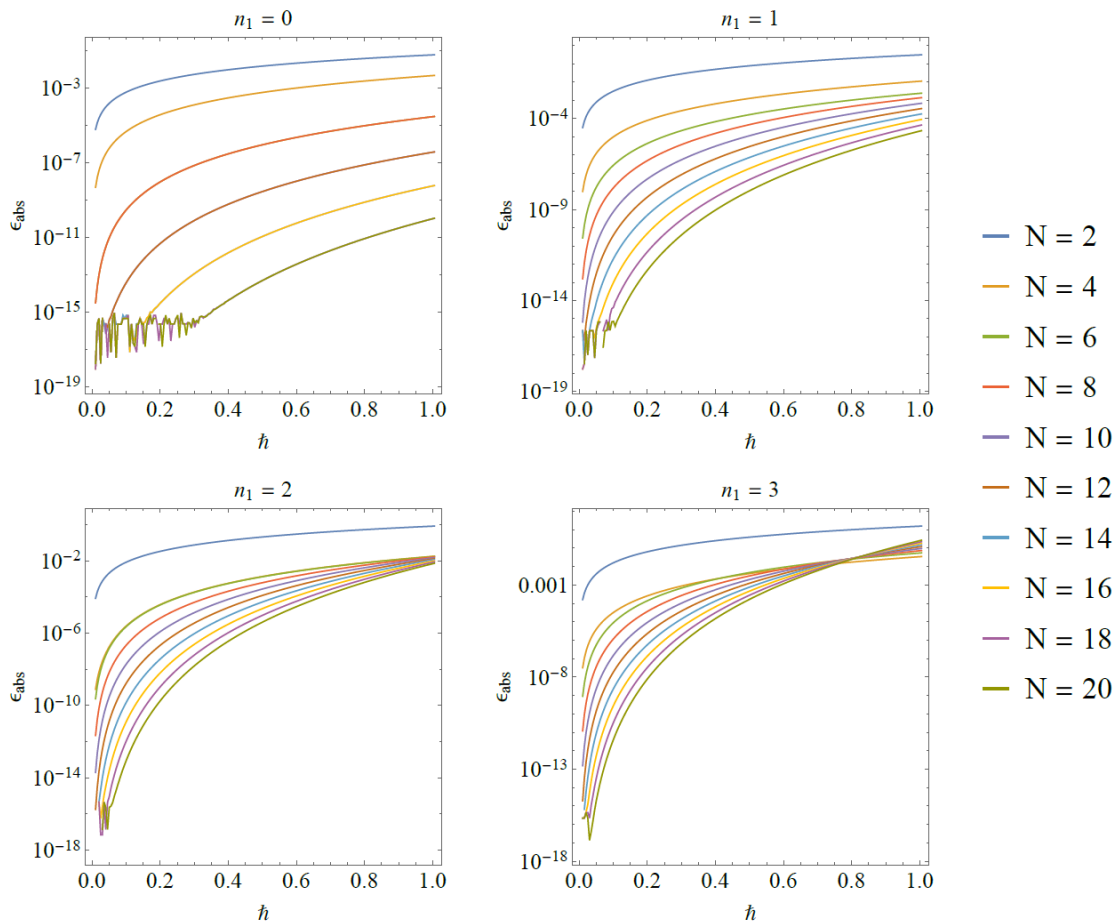 n₁ = 0
10⁻³
10⁻⁷
10⁻¹¹
10⁻¹⁵
10⁻¹⁹
ϵabs
0.0 0.2 0.4 0.6 0.8 1.0
ℏ
n₁ = 1
10⁻⁴
10⁻⁹
10⁻¹⁴
10⁻¹⁹
ϵabs
0.0 0.2 0.4 0.6 0.8 1.0
ℏ
n₁ = 2
10⁻²
10⁻⁶
10⁻¹⁰
10⁻¹⁴
10⁻¹⁸
ϵabs
0.0 0.2 0.4 0.6 0.8 1.0
ℏ
n₁ = 3
0.001
10⁻⁸
10⁻¹³
10⁻¹⁸
ϵabs
0.0 0.2 0.4 0.6 0.8 1.0
ℏ
N = 2
N = 4
N = 6
N = 8
N = 10
N = 12
N = 14
N = 16
N = 18
N = 20